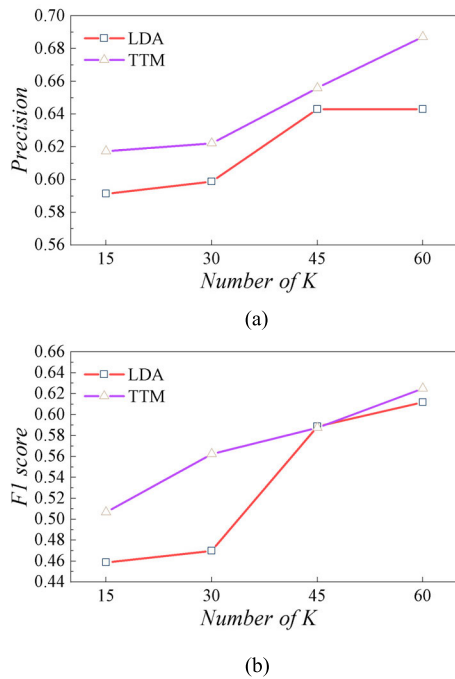 0.70
0.68
0.66
0.64
0.62
0.60
0.58
0.56
Precision
LDA
TTM
15 30 45 60
Number of K
(a)
0.66
0.64
0.62
0.60
0.58
0.56
0.54
0.52
0.50
0.48
0.46
0.44
F1 score
LDA
TTM
15 30 45 60
Number of K
(b)